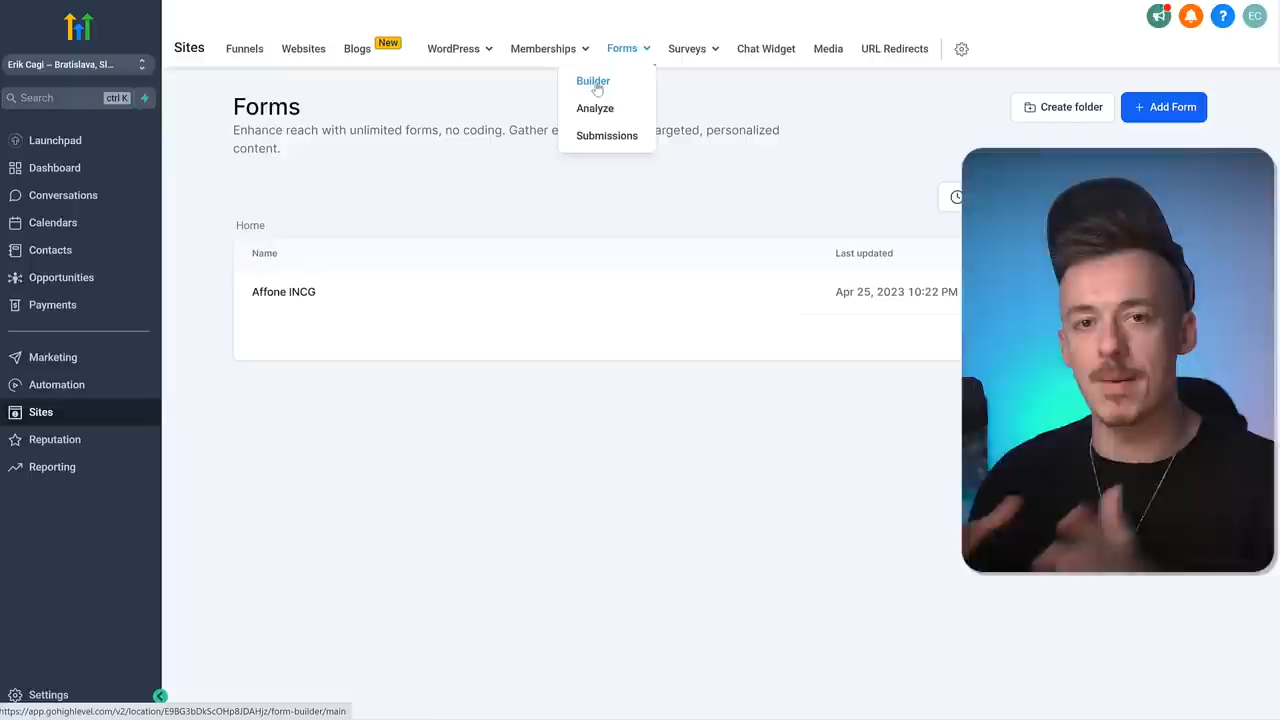 EC
Sites
Funnels
Websites
Blogs
New
WordPress
Memberships
Forms
Surveys
Chat Widget
Media
URL Redirects
Erik Cagi – Bratislava, Sl...
Search
ctrl K
Launchpad
Dashboard
Conversations
Calendars
Contacts
Opportunities
Payments
Marketing
Automation
Sites
Reputation
Reporting
Settings
Builder
Analyze
Submissions
Forms
Create folder
+ Add Form
Enhance reach with unlimited forms, no coding. Gather e argeted, personalized
content.
Home
Name
Last updated
Affone INCG
Apr 25, 2023 10:22 PM
https://app.gohighlevel.com/v2/location/E9BG3bDkScOHp8JDAHjz/form-builder/main